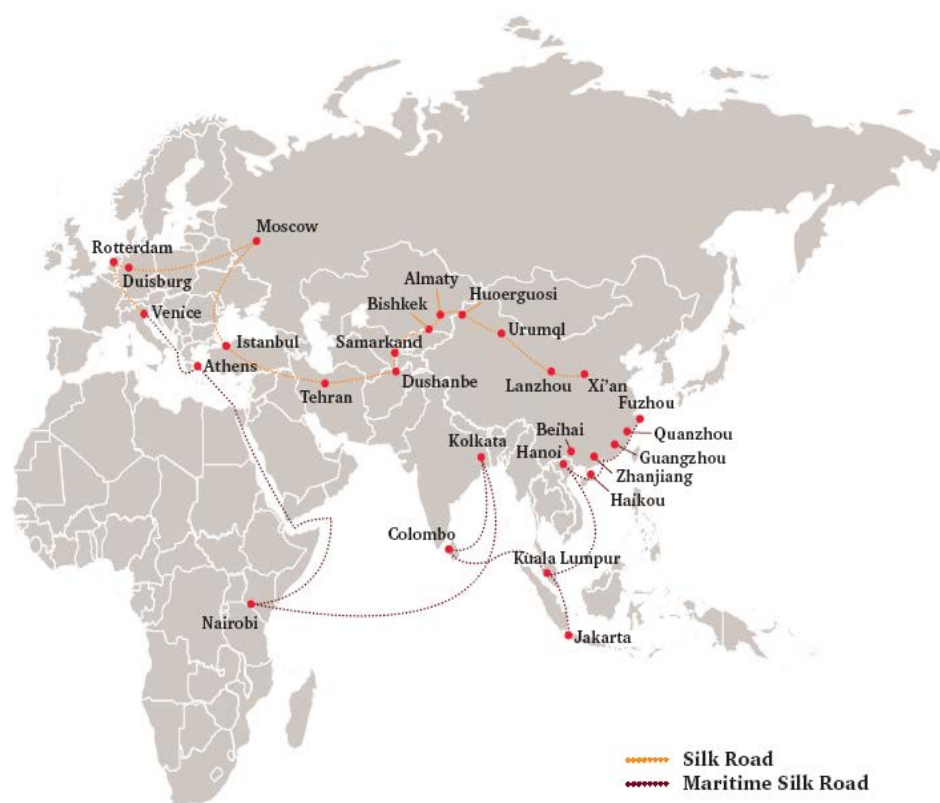 Moscow
Rotterdam
Duisburg
Almaty
Huoerguosi
Bishkek
Venice
Urumql
Istanbul
Samarkand
Athens
Dushanbe
Lanzhou
Xi'an
Tehran
Fuzhou
Beihai
Quanzhou
Kolkata
Hanoi
Guangzhou
Zhanjiang
Haikou
Colombo
Kuala Lumpur
Nairobi
Jakarta
Silk Road
Maritime Silk Road